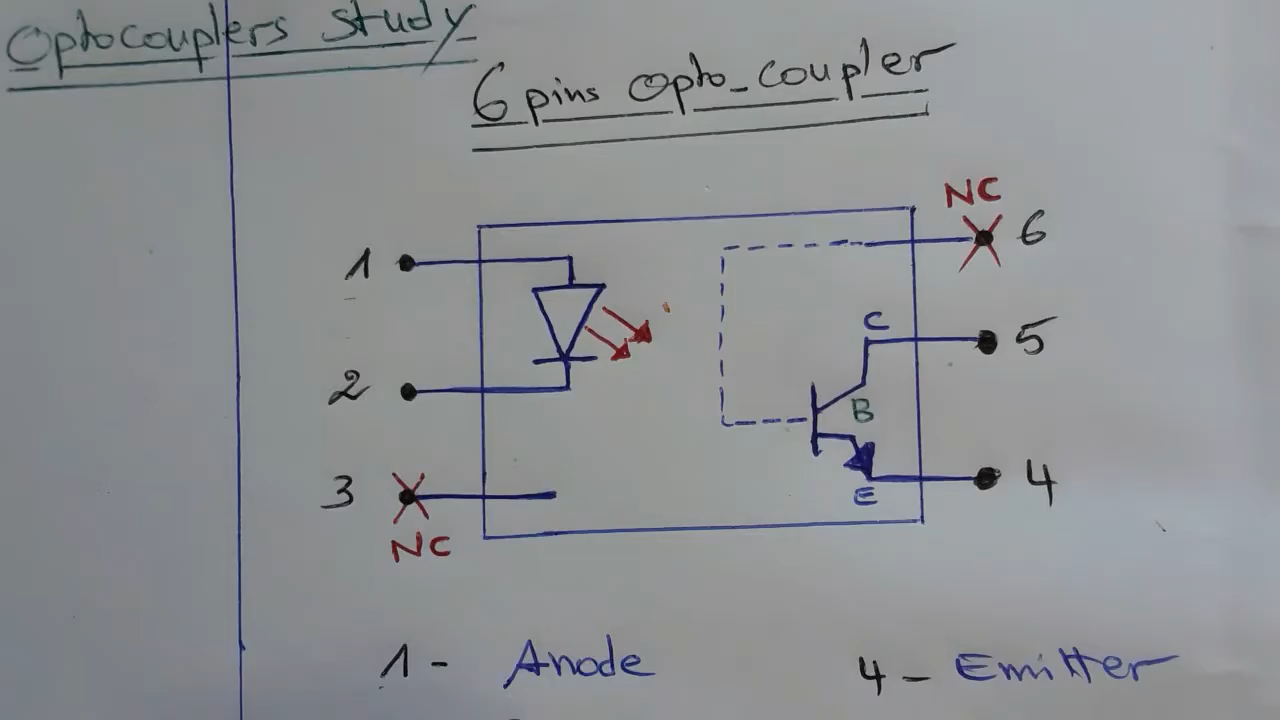 Optocouplers study
6 pins opto_coupler
NC
1
6
C
5
2
B
3
4
E
NC
1 - Anode
4 - Emitter